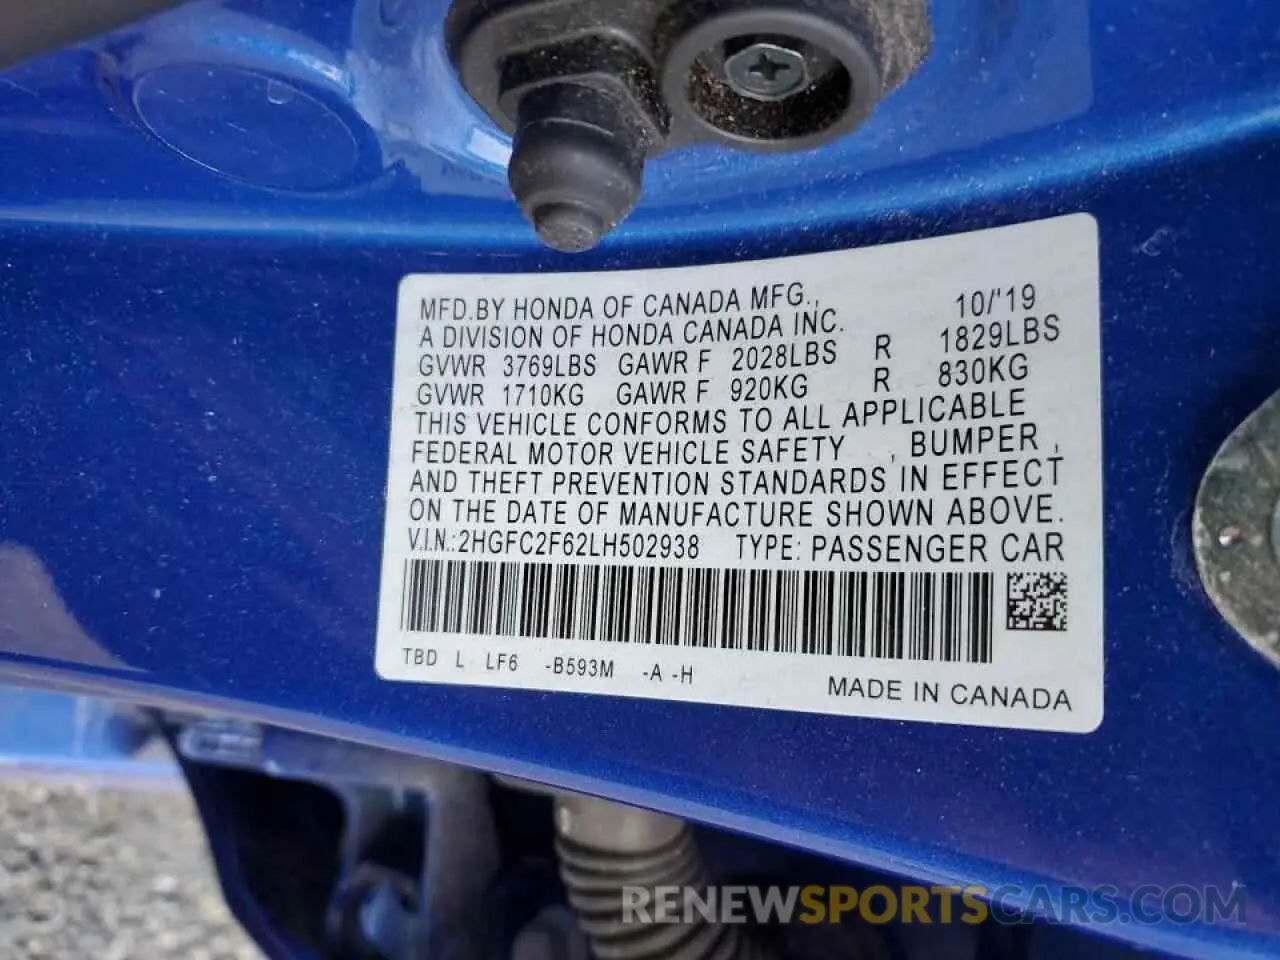 MFD.BY HONDA OF CANADA MFG., 10/'19
A DIVISION OF HONDA CANADA INC.
GVWR 3769LBS GAWR F 2028LBS R 1829LBS
GVWR 1710KG GAWR F 920KG R 830KG
THIS VEHICLE CONFORMS TO ALL APPLICABLE
FEDERAL MOTOR VEHICLE SAFETY , BUMPER ,
AND THEFT PREVENTION STANDARDS IN EFFECT
ON THE DATE OF MANUFACTURE SHOWN ABOVE.
V.I.N.:2HGFC2F62LH502938 TYPE: PASSENGER CAR
TBD L LF6 -B593M -A -H
MADE IN CANADA
RENEWSPORTSCARS.COM